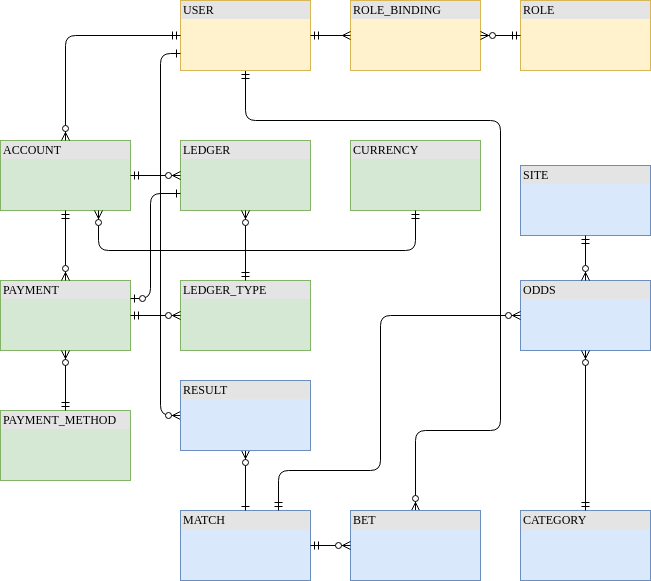 USER
ROLE_BINDING
ROLE
ACCOUNT
LEDGER
CURRENCY
SITE
PAYMENT
LEDGER_TYPE
ODDS
RESULT
PAYMENT_METHOD
MATCH
BET
CATEGORY